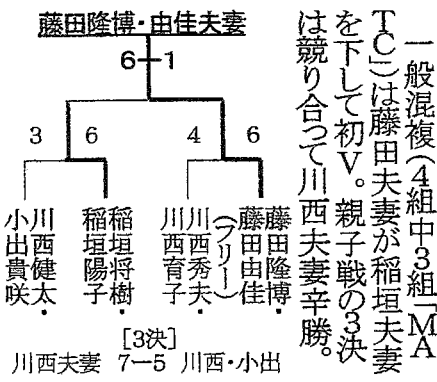 一般混複(4組中3組「MA
TC」)は藤田夫妻が稲垣夫妻
を下して初V。親子戦の3決
は競り合って川西夫妻辛勝。
藤田隆博・由佳夫妻
6―1
3 6 4 6
藤田隆博・
藤田由佳
(フリー)
川西秀夫・
川西育子
稲垣将樹・
稲垣陽子
川西健太・
小出貴咲
[3決]
川西夫妻 7―5 川西・小出